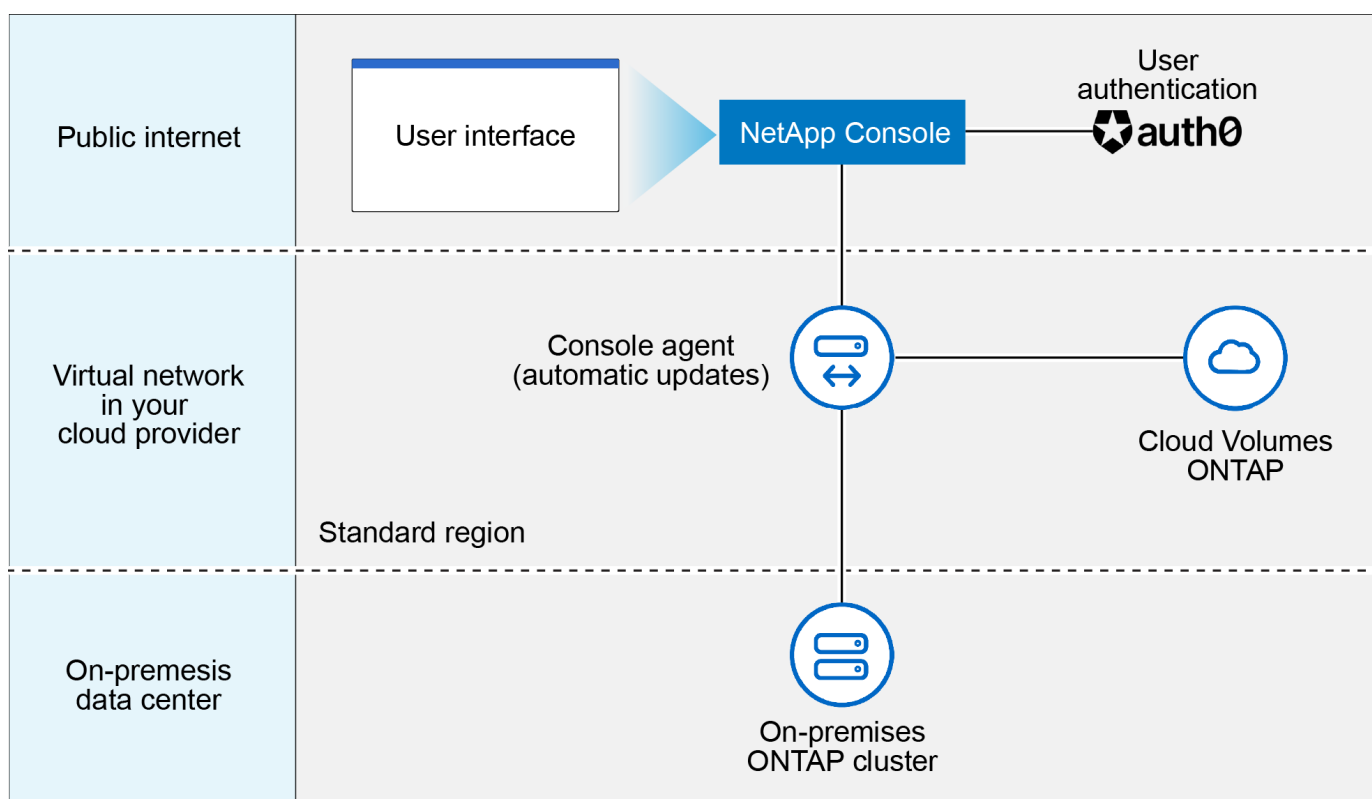 Public internet
User interface
NetApp Console
User
authentication
auth0
Virtual network
in your
cloud provider
Console agent
(automatic updates)
Cloud Volumes
ONTAP
Standard region
On-premesis
data center
On-premises
ONTAP cluster